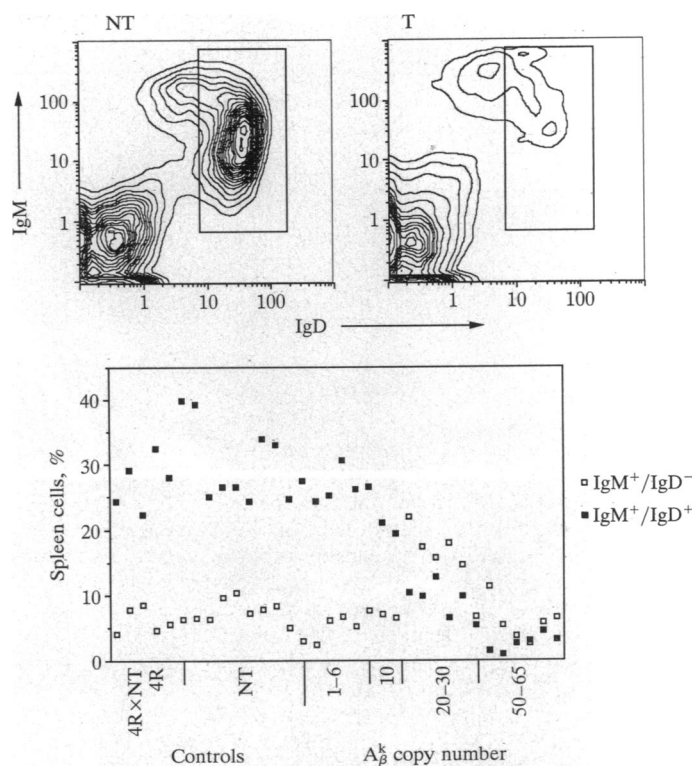 NT
T
IgM
100
10
1
100
10
1
1
10
100
1
10
100
IgD
Spleen cells, %
40
30
20
10
0
IgM⁺/IgD⁻
IgM⁺/IgD⁺
4R×NT
4R
NT
1–6
10
20–30
50–65
Controls
A^k_β copy number